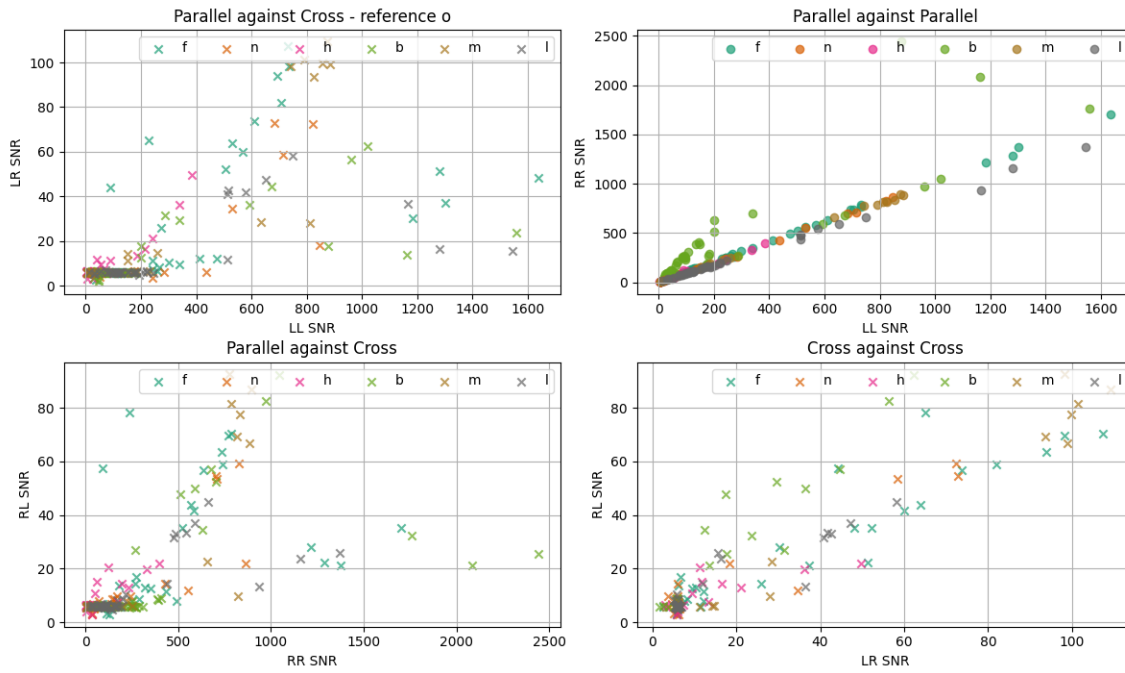 Parallel against Cross - reference o
f n h b m l
100
80
60
40
20
0
LR SNR
0 200 400 600 800 1000 1200 1400 1600
LL SNR
Parallel against Parallel
f n h b m l
2500
2000
1500
1000
500
0
RR SNR
0 200 400 600 800 1000 1200 1400 1600
LL SNR
Parallel against Cross
f n h b m l
80
60
40
20
0
RL SNR
0 500 1000 1500 2000 2500
RR SNR
Cross against Cross
f n h b m l
80
60
40
20
0
RL SNR
0 20 40 60 80 100
LR SNR